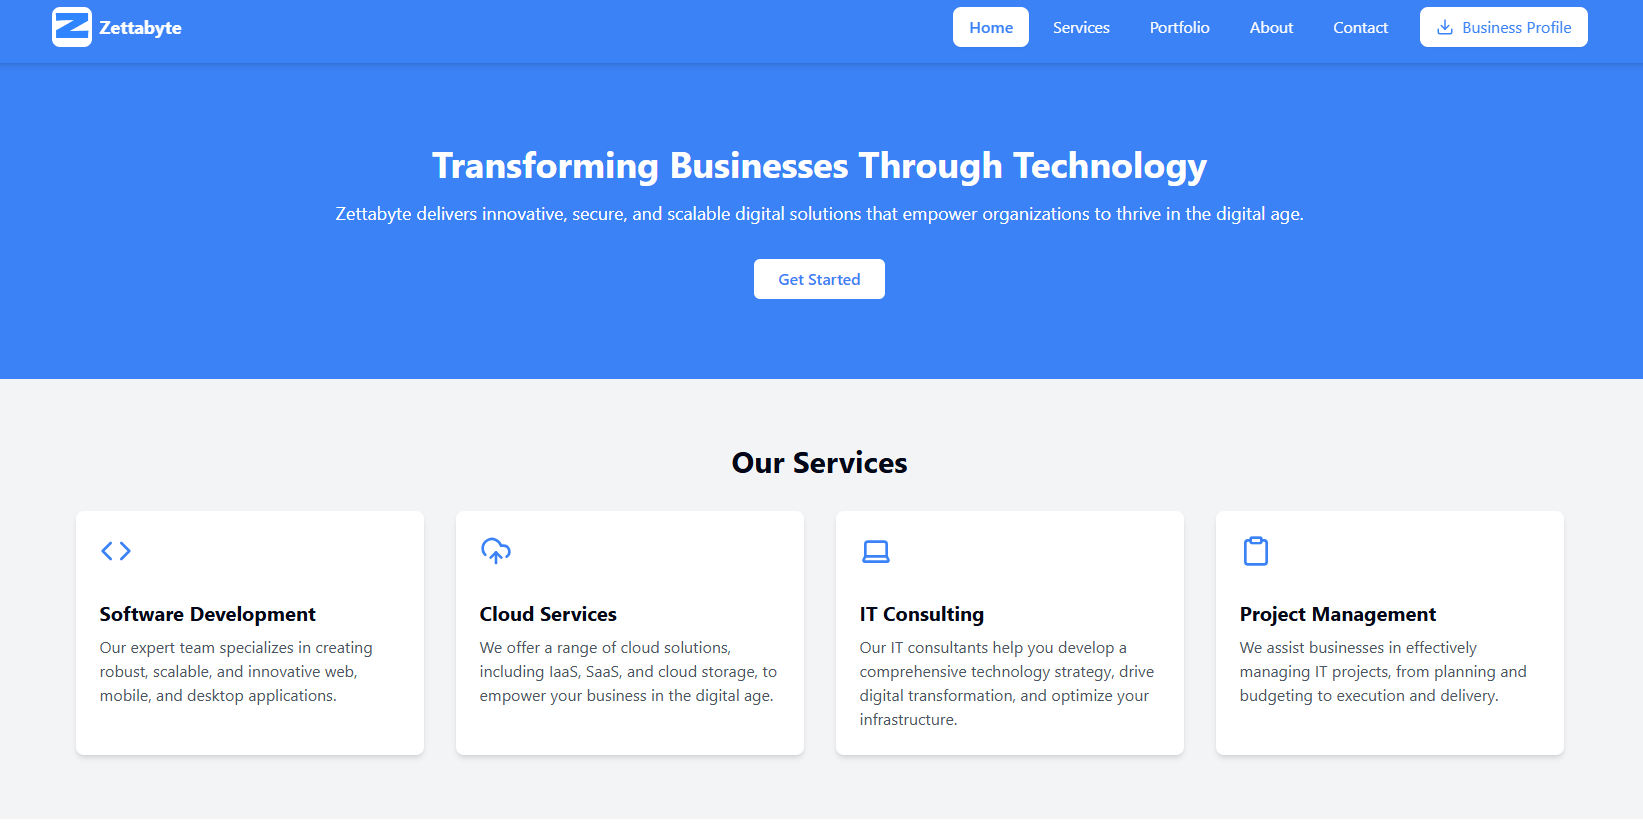 Zettabyte
Home
Services
Portfolio
About
Contact
Business Profile
Transforming Businesses Through Technology
Zettabyte delivers innovative, secure, and scalable digital solutions that empower organizations to thrive in the digital age.
Get Started
Our Services
Software Development
Our expert team specializes in creating
robust, scalable, and innovative web,
mobile, and desktop applications.
Cloud Services
We offer a range of cloud solutions,
including IaaS, SaaS, and cloud storage, to
empower your business in the digital age.
IT Consulting
Our IT consultants help you develop a
comprehensive technology strategy, drive
digital transformation, and optimize your
infrastructure.
Project Management
We assist businesses in effectively
managing IT projects, from planning and
budgeting to execution and delivery.